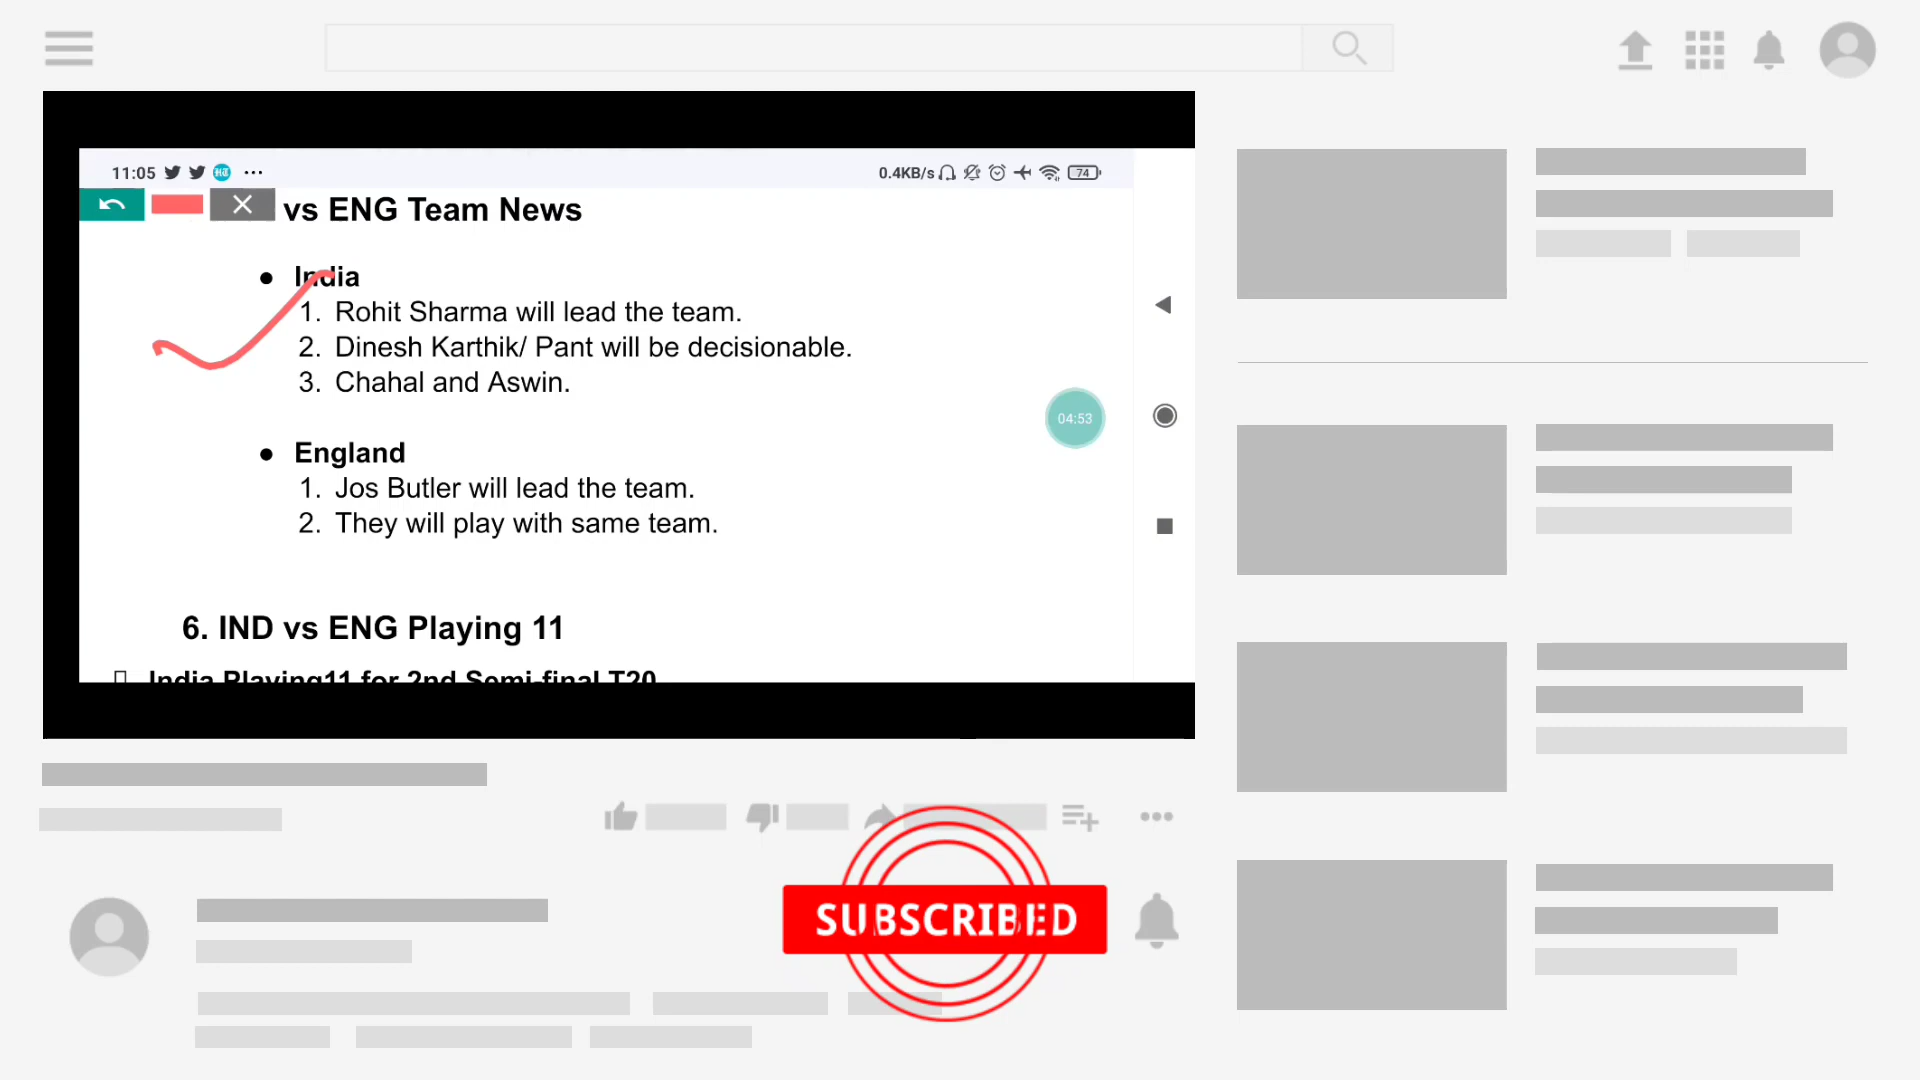 11:05 ... 0.4KB/s 74
vs ENG Team News
● India
1. Rohit Sharma will lead the team.
2. Dinesh Karthik/ Pant will be decisionable.
3. Chahal and Aswin.
04:53
● England
1. Jos Butler will lead the team.
2. They will play with same team.
6. IND vs ENG Playing 11
India Playing11 for 2nd Semi-final T20
SUBSCRIBED